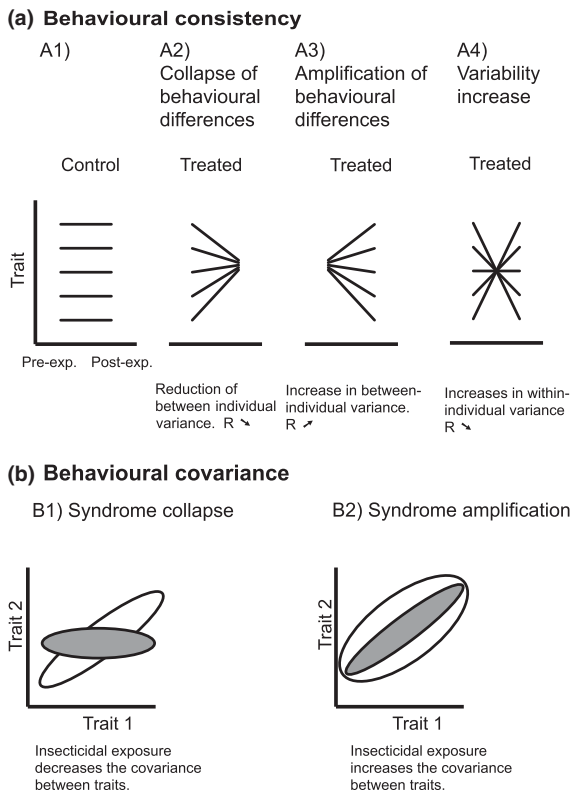 (a) Behavioural consistency
A1)
A2)
Collapse of
behavioural
differences
A3)
Amplification of
behavioural
differences
A4)
Variability
increase
Control
Treated
Treated
Treated
Trait
Pre-exp. Post-exp.
Reduction of
between individual
variance. R ➘
Increase in between-
individual variance.
R ➚
Increases in within-
individual variance
R ➘
(b) Behavioural covariance
B1) Syndrome collapse
B2) Syndrome amplification
Trait 2
Trait 1
Trait 2
Trait 1
Insecticidal exposure
decreases the covariance
between traits.
Insecticidal exposure
increases the covariance
between traits.